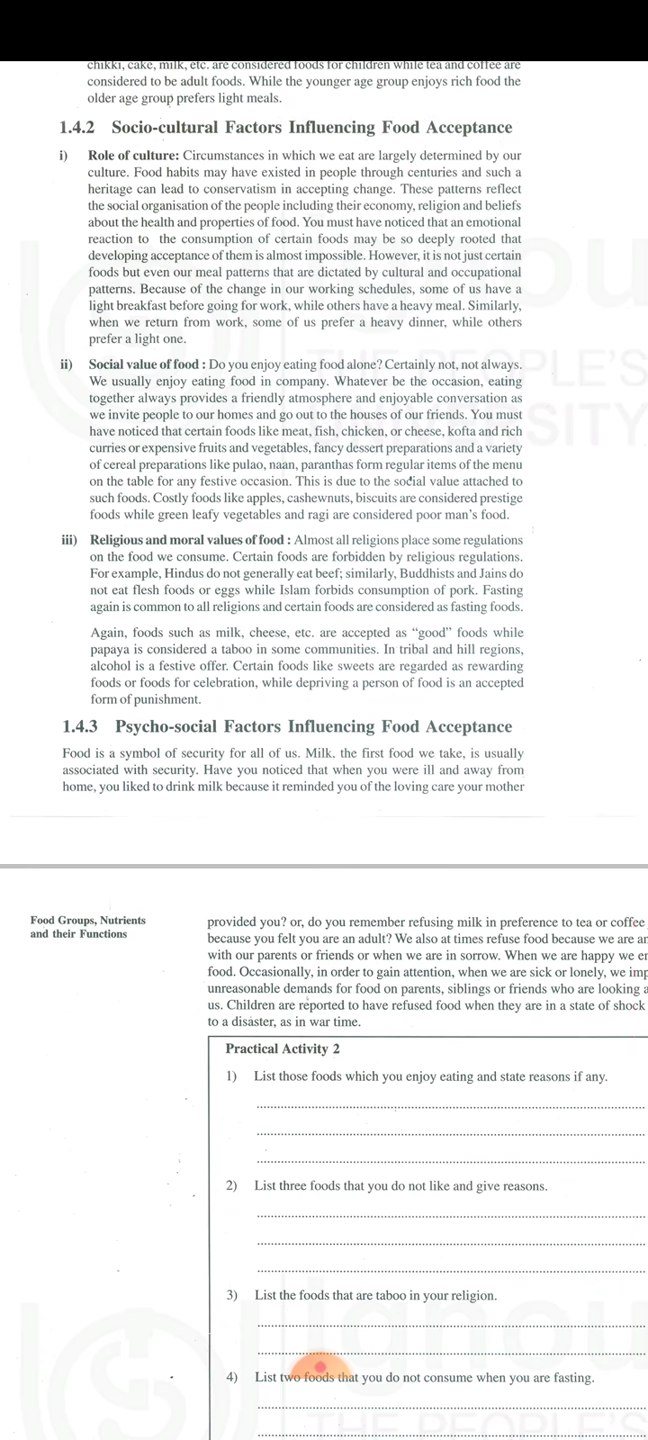 chikki, cake, milk, etc. are considered foods for children while tea and coffee are
considered to be adult foods. While the younger age group enjoys rich food the
older age group prefers light meals.
1.4.2 Socio-cultural Factors Influencing Food Acceptance
i) Role of culture: Circumstances in which we eat are largely determined by our
culture. Food habits may have existed in people through centuries and such a
heritage can lead to conservatism in accepting change. These patterns reflect
the social organisation of the people including their economy, religion and beliefs
about the health and properties of food. You must have noticed that an emotional
reaction to the consumption of certain foods may be so deeply rooted that
developing acceptance of them is almost impossible. However, it is not just certain
foods but even our meal patterns that are dictated by cultural and occupational
patterns. Because of the change in our working schedules, some of us have a
light breakfast before going for work, while others have a heavy meal. Similarly,
when we return from work, some of us prefer a heavy dinner, while others
prefer a light one.
ii) Social value of food : Do you enjoy eating food alone? Certainly not, not always.
We usually enjoy eating food in company. Whatever be the occasion, eating
together always provides a friendly atmosphere and enjoyable conversation as
we invite people to our homes and go out to the houses of our friends. You must
have noticed that certain foods like meat, fish, chicken, or cheese, kofta and rich
curries or expensive fruits and vegetables, fancy dessert preparations and a variety
of cereal preparations like pulao, naan, paranthas form regular items of the menu
on the table for any festive occasion. This is due to the social value attached to
such foods. Costly foods like apples, cashewnuts, biscuits are considered prestige
foods while green leafy vegetables and ragi are considered poor man's food.
iii) Religious and moral values of food : Almost all religions place some regulations
on the food we consume. Certain foods are forbidden by religious regulations.
For example, Hindus do not generally eat beef; similarly, Buddhists and Jains do
not eat flesh foods or eggs while Islam forbids consumption of pork. Fasting
again is common to all religions and certain foods are considered as fasting foods.
Again, foods such as milk, cheese, etc. are accepted as “good” foods while
papaya is considered a taboo in some communities. In tribal and hill regions,
alcohol is a festive offer. Certain foods like sweets are regarded as rewarding
foods or foods for celebration, while depriving a person of food is an accepted
form of punishment.
1.4.3 Psycho-social Factors Influencing Food Acceptance
Food is a symbol of security for all of us. Milk, the first food we take, is usually
associated with security. Have you noticed that when you were ill and away from
home, you liked to drink milk because it reminded you of the loving care your mother
Food Groups, Nutrients
and their Functions
provided you? or, do you remember refusing milk in preference to tea or coffee
because you felt you are an adult? We also at times refuse food because we are
with our parents or friends or when we are in sorrow. When we are happy we
food. Occasionally, in order to gain attention, when we are sick or lonely, we
unreasonable demands for food on parents, siblings or friends who are looking
us. Children are reported to have refused food when they are in a state of shock
to a disaster, as in war time.
Practical Activity 2
1) List those foods which you enjoy eating and state reasons if any.
2) List three foods that you do not like and give reasons.
3) List the foods that are taboo in your religion.
4) List two foods that you do not consume when you are fasting.
ignou
THE PEOPLE'S
UNIVERSITY
ignou
THE PEOPLE'S